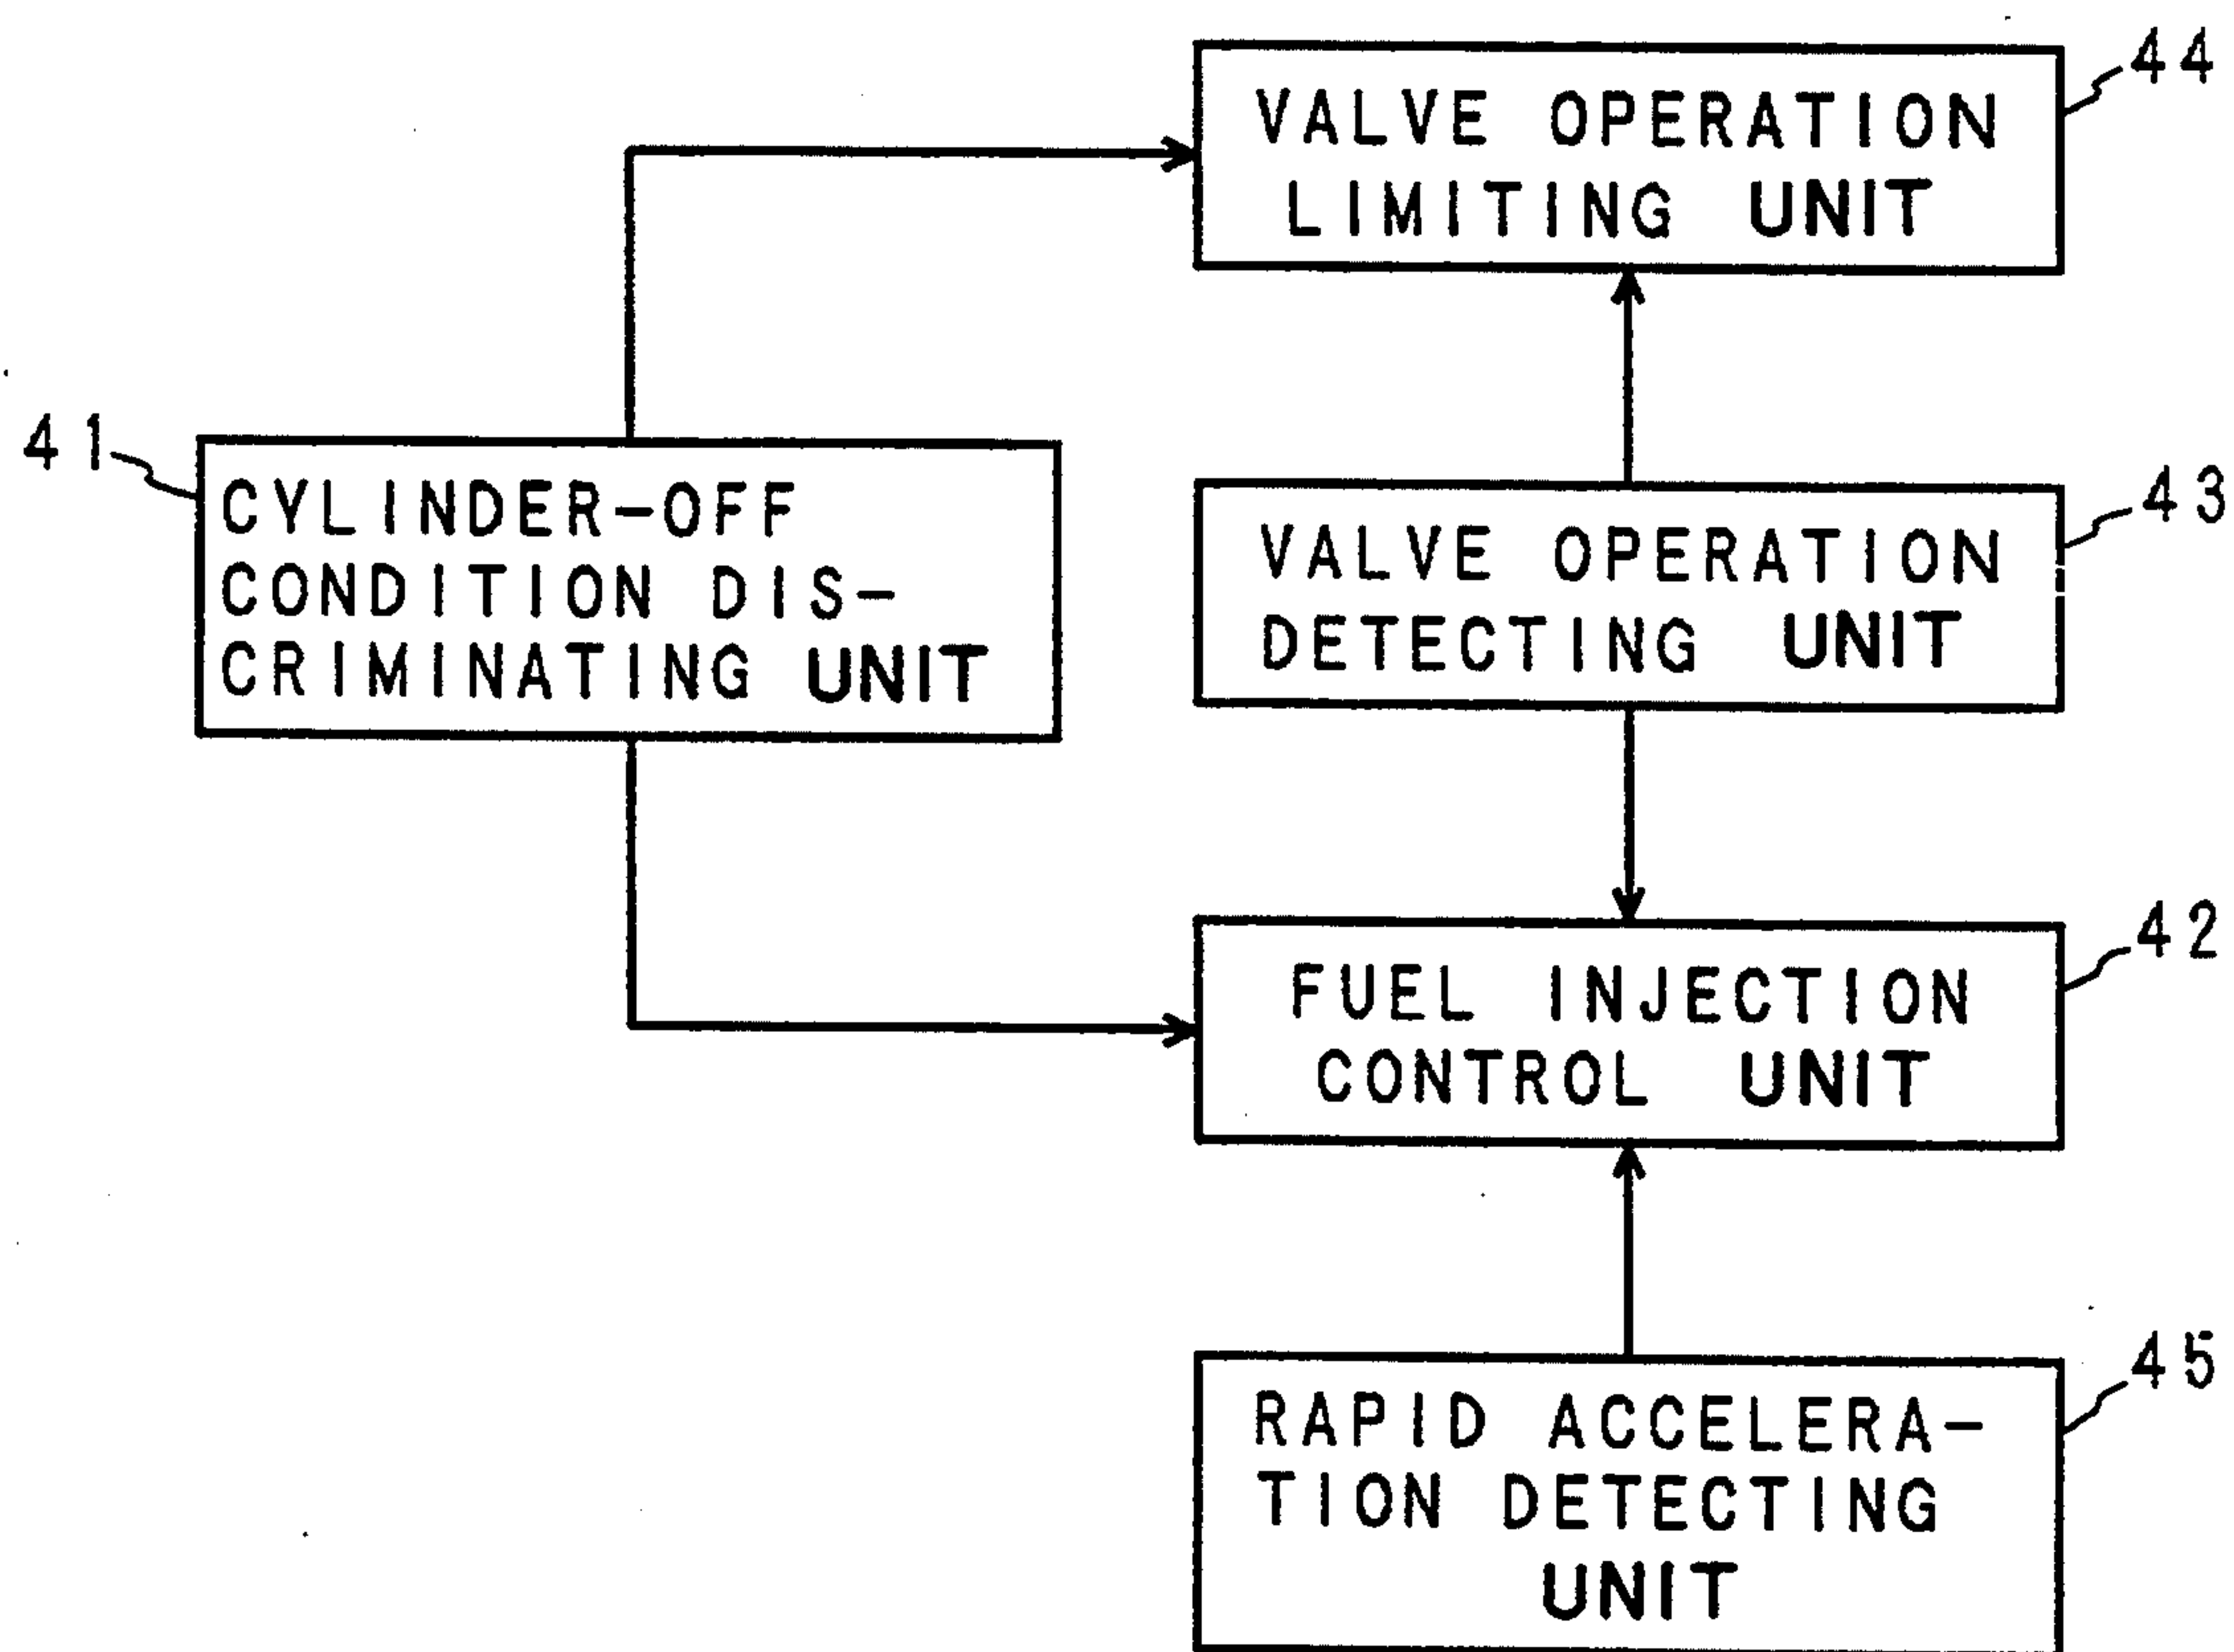 44
VALVE OPERATION
LIMITING UNIT
41
CYLINDER-OFF
CONDITION DIS-
CRIMINATING UNIT
43
VALVE OPERATION
DETECTING UNIT
42
FUEL INJECTION
CONTROL UNIT
45
RAPID ACCELERA-
TION DETECTING
UNIT